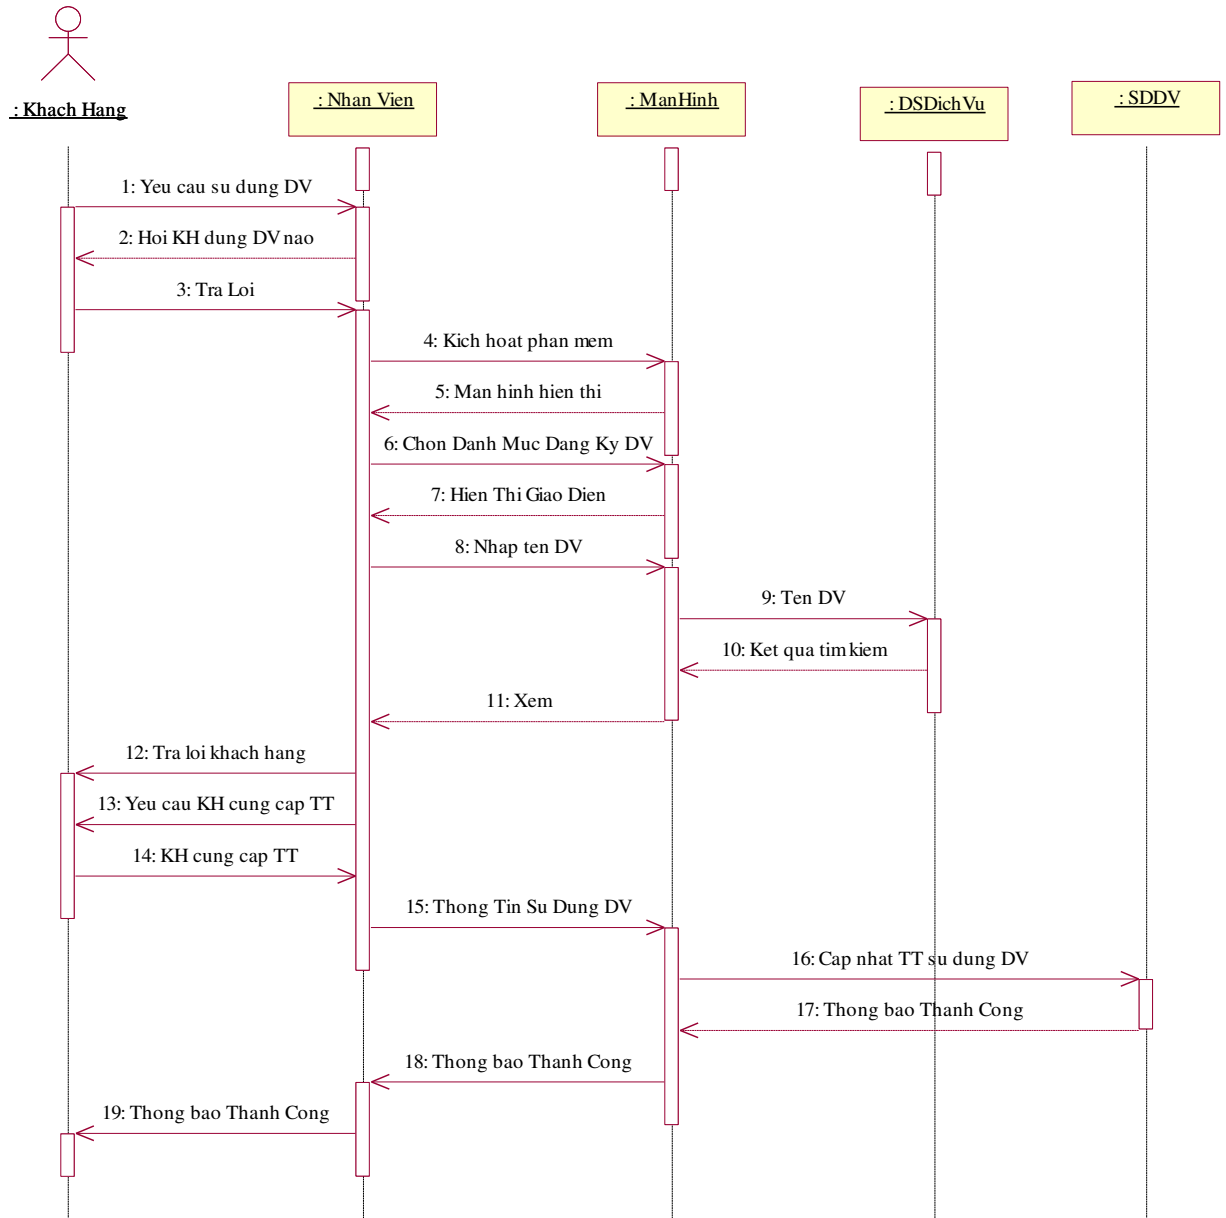 : Khach Hang
: Nhan Vien
: ManHinh
: DSDichVu
: SDDV
1: Yeu cau su dung DV
2: Hoi KH dung DV nao
3: Tra Loi
4: Kich hoat phan mem
5: Man hinh hien thi
6: Chon Danh Muc Dang Ky DV
7: Hien Thi Giao Dien
8: Nhap ten DV
9: Ten DV
10: Ket qua tim kiem
11: Xem
12: Tra loi khach hang
13: Yeu cau KH cung cap TT
14: KH cung cap TT
15: Thong Tin Su Dung DV
16: Cap nhat TT su dung DV
17: Thong bao Thanh Cong
18: Thong bao Thanh Cong
19: Thong bao Thanh Cong